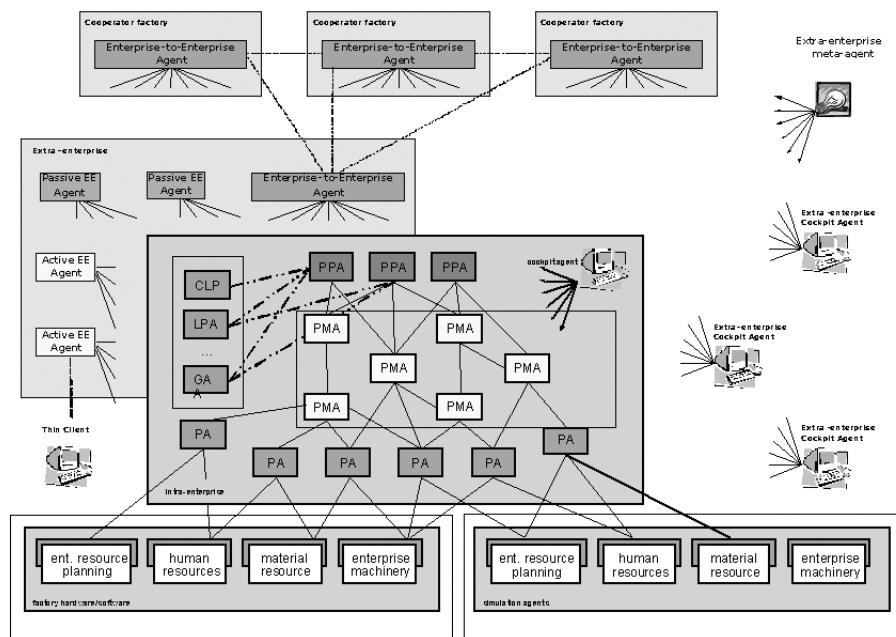 Cooperator factory
Cooperator factory
Cooperator factory
Enterprise-to-Enterprise
Agent
Enterprise-to-Enterprise
Agent
Enterprise-to-Enterprise
Agent
Extra-enterprise
meta-agent
Extra-enterprise
Passive EE
Agent
Passive EE
Agent
Enterprise-to-Enterprise
Agent
Extra -enterprise
Cockpit Agent
Active EE
Agent
CLP
PPA
PPA
PPA
cockpitagent
LPA
PMA
PMA
Active EE
Agent
...
Extra-enterprise
Cockpit Agent
PMA
PMA
GA
A
PMA
PMA
Thin Client
PA
PA
Extra-enterprise
Cockpit Agent
PA
PA
PA
PA
intra-enterprise
ent. resource
planning
human
resources
material
resource
enterprise
machinery
ent. resource
planning
human
resources
material
resource
enterprise
machinery
factory hardware/software
simulation agents